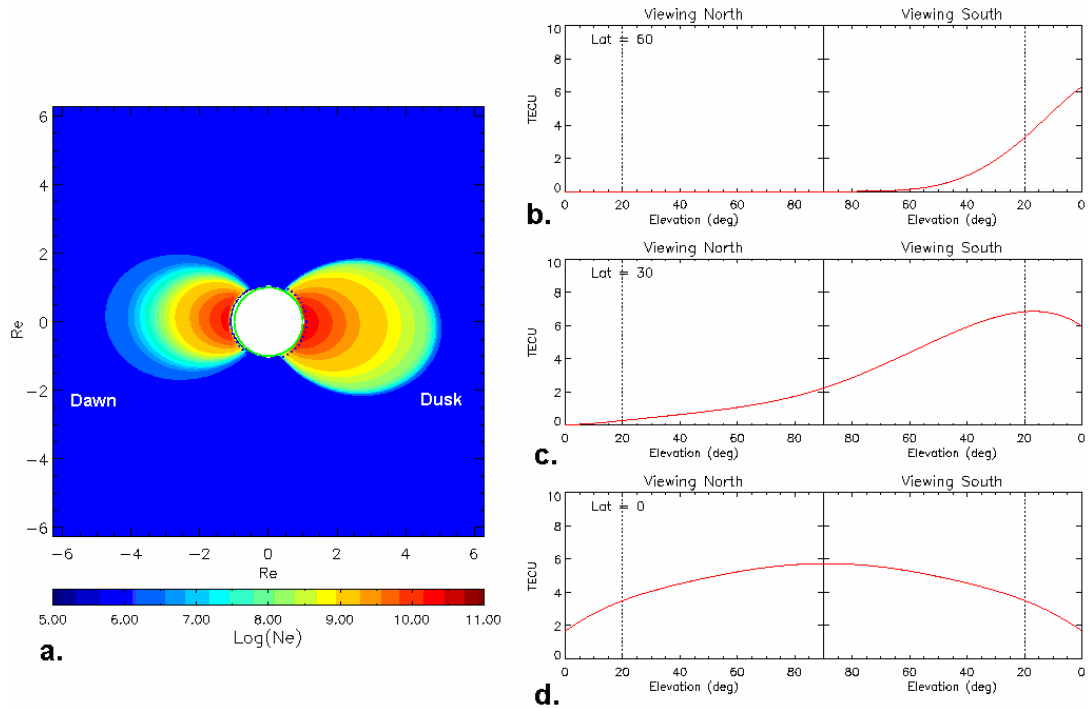 6
4
2
0
−2
−4
−6
Re
Dawn
Dusk
−6 −4 −2 0 2 4 6
Re
5.00 6.00 7.00 8.00 9.00 10.00 11.00
Log(Ne)
a.
Viewing North Viewing South
Lat = 60
10
8
6
4
2
0
TECU
0 20 40 60 80 80 60 40 20 0
Elevation (deg) Elevation (deg)
b.
Viewing North Viewing South
Lat = 30
10
8
6
4
2
0
TECU
0 20 40 60 80 80 60 40 20 0
Elevation (deg) Elevation (deg)
c.
Viewing North Viewing South
Lat = 0
10
8
6
4
2
0
TECU
0 20 40 60 80 80 60 40 20 0
Elevation (deg) Elevation (deg)
d.